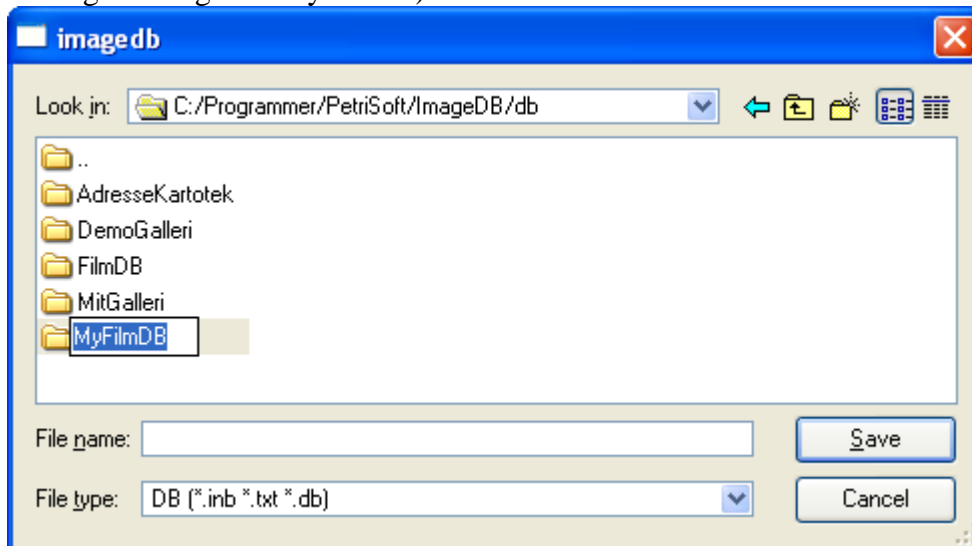 imagedb
Look in: C:/Programmer/PetriSoft/ImageDB/db
..
AdresseKartotek
DemoGalleri
FilmDB
MitGalleri
MyFilmDB
File name: Save
File type: DB (*.inb *.txt *.db) Cancel